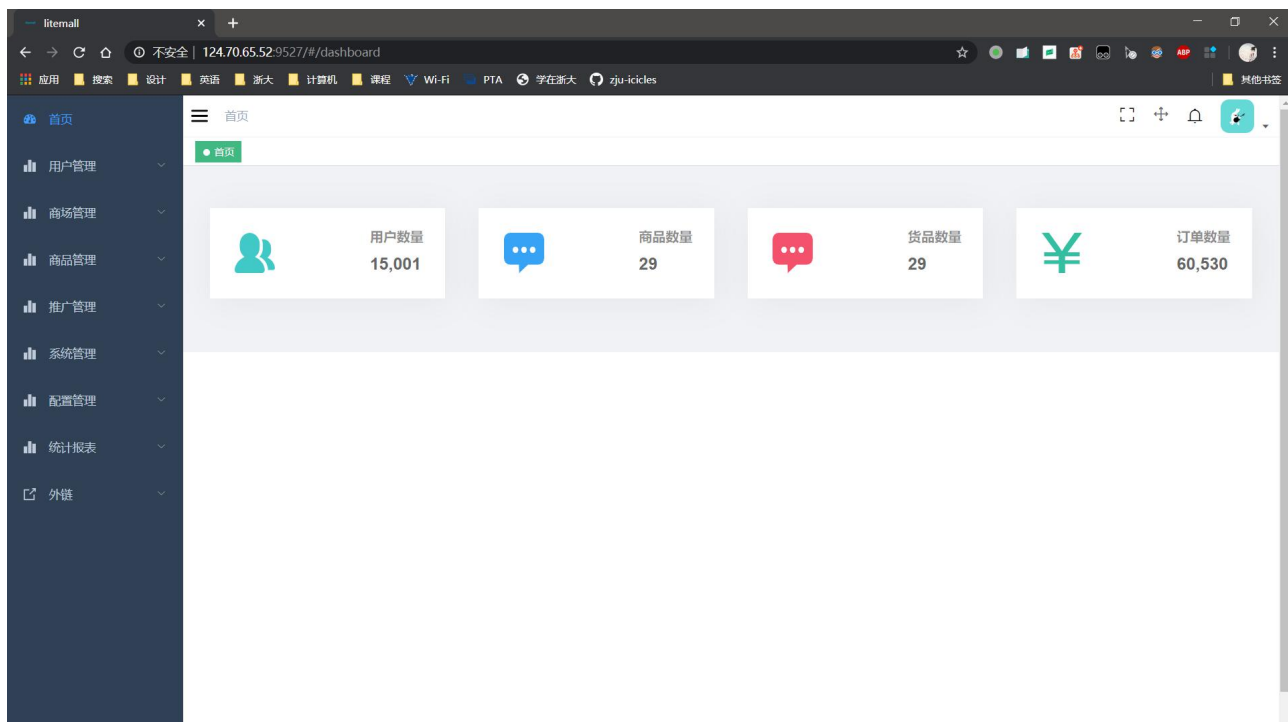 litemall
不安全 | 124.70.65.52:9527/#/dashboard
应用 搜索 设计 英语 浙大 计算机 课程 Wi-Fi PTA 学在浙大 zju-icicles 其他书签
首页
用户管理
商场管理
商品管理
推广管理
系统管理
配置管理
统计报表
外链
首页
首页
用户数量
15,001
商品数量
29
货品数量
29
订单数量
60,530
ABP